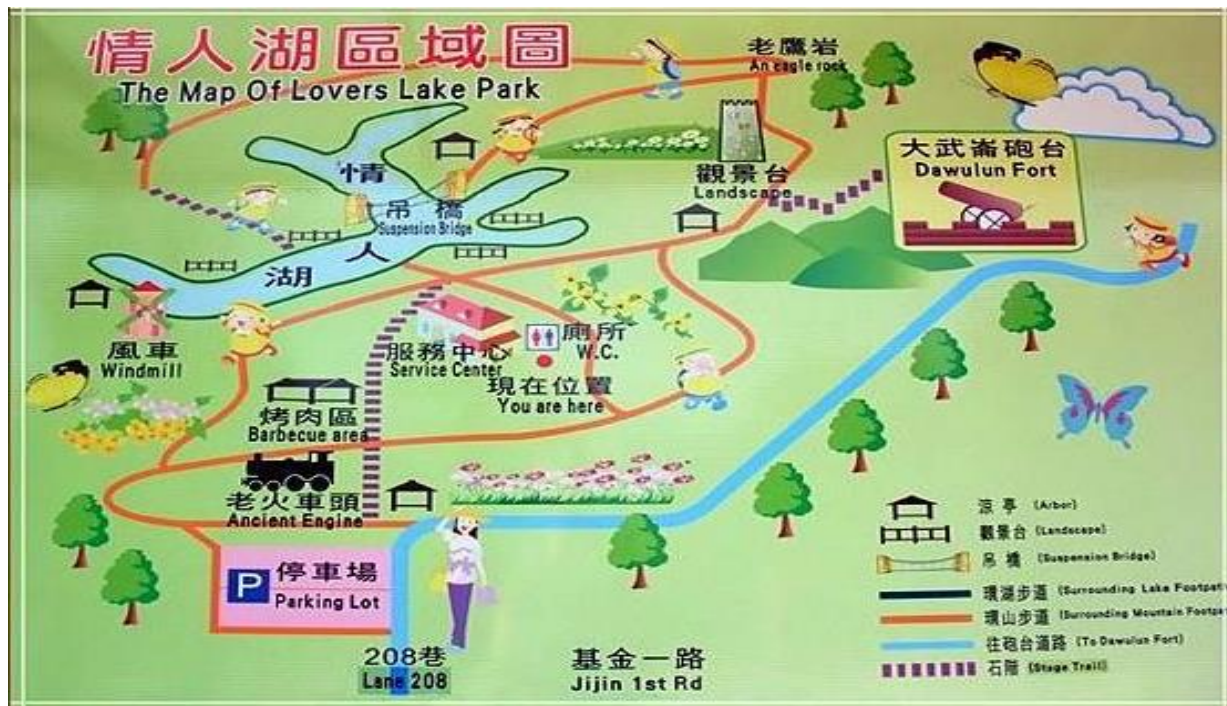 情人湖區域圖
The Map Of Lovers Lake Park
老鷹岩
An eagle rock
觀景台
Landscape
大武崙砲台
Dawulun Fort
情
人
湖
吊橋
Suspension Bridge
風車
Windmill
服務中心
Service Center
廁所
W.C.
現在位置
You are here
烤肉區
Barbecue area
老火車頭
Ancient Engine
P 停車場
Parking Lot
208巷
Lane 208
基金一路
Jijin 1st Rd
涼亭 (Arbor)
觀景台 (Landscape)
吊橋 (Suspension Bridge)
環湖步道 (Surrounding Lake Footpat
環山步道 (Surrounding Mountain Footpat
往砲台道路 (To Dawulun Fort)
石階 (Stage Trail)